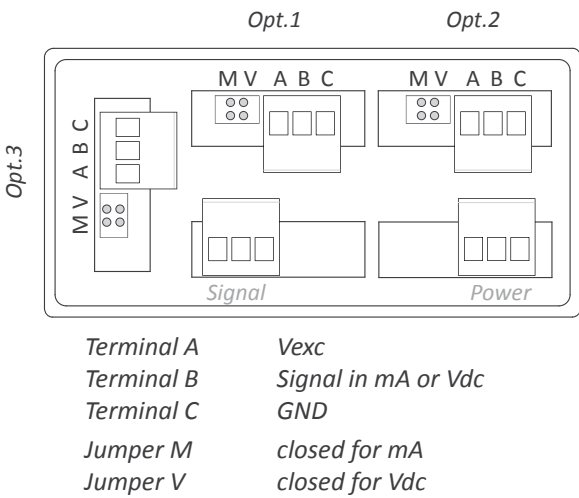 Opt.1 Opt.2
M V A B C M V A B C
Opt.3
M V A B C
Signal Power
Terminal A Vexc
Terminal B Signal in mA or Vdc
Terminal C GND
Jumper M closed for mA
Jumper V closed for Vdc